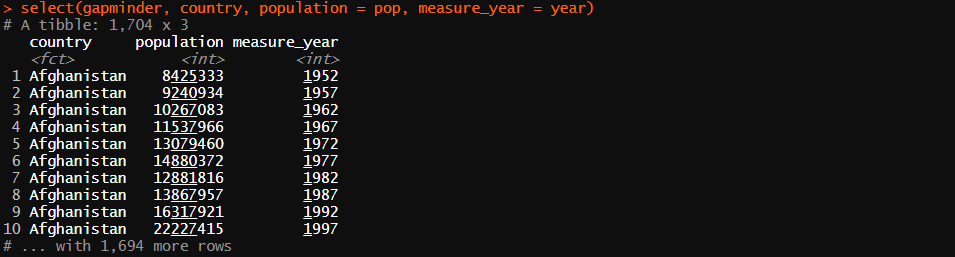 > select(gapminder, country, population = pop, measure_year = year)
# A tibble: 1,704 x 3
country population measure_year
<fct> <int> <int>
1 Afghanistan 8425333 1952
2 Afghanistan 9240934 1957
3 Afghanistan 10267083 1962
4 Afghanistan 11537966 1967
5 Afghanistan 13079460 1972
6 Afghanistan 14880372 1977
7 Afghanistan 12881816 1982
8 Afghanistan 13867957 1987
9 Afghanistan 16317921 1992
10 Afghanistan 22227415 1997
# ... with 1,694 more rows